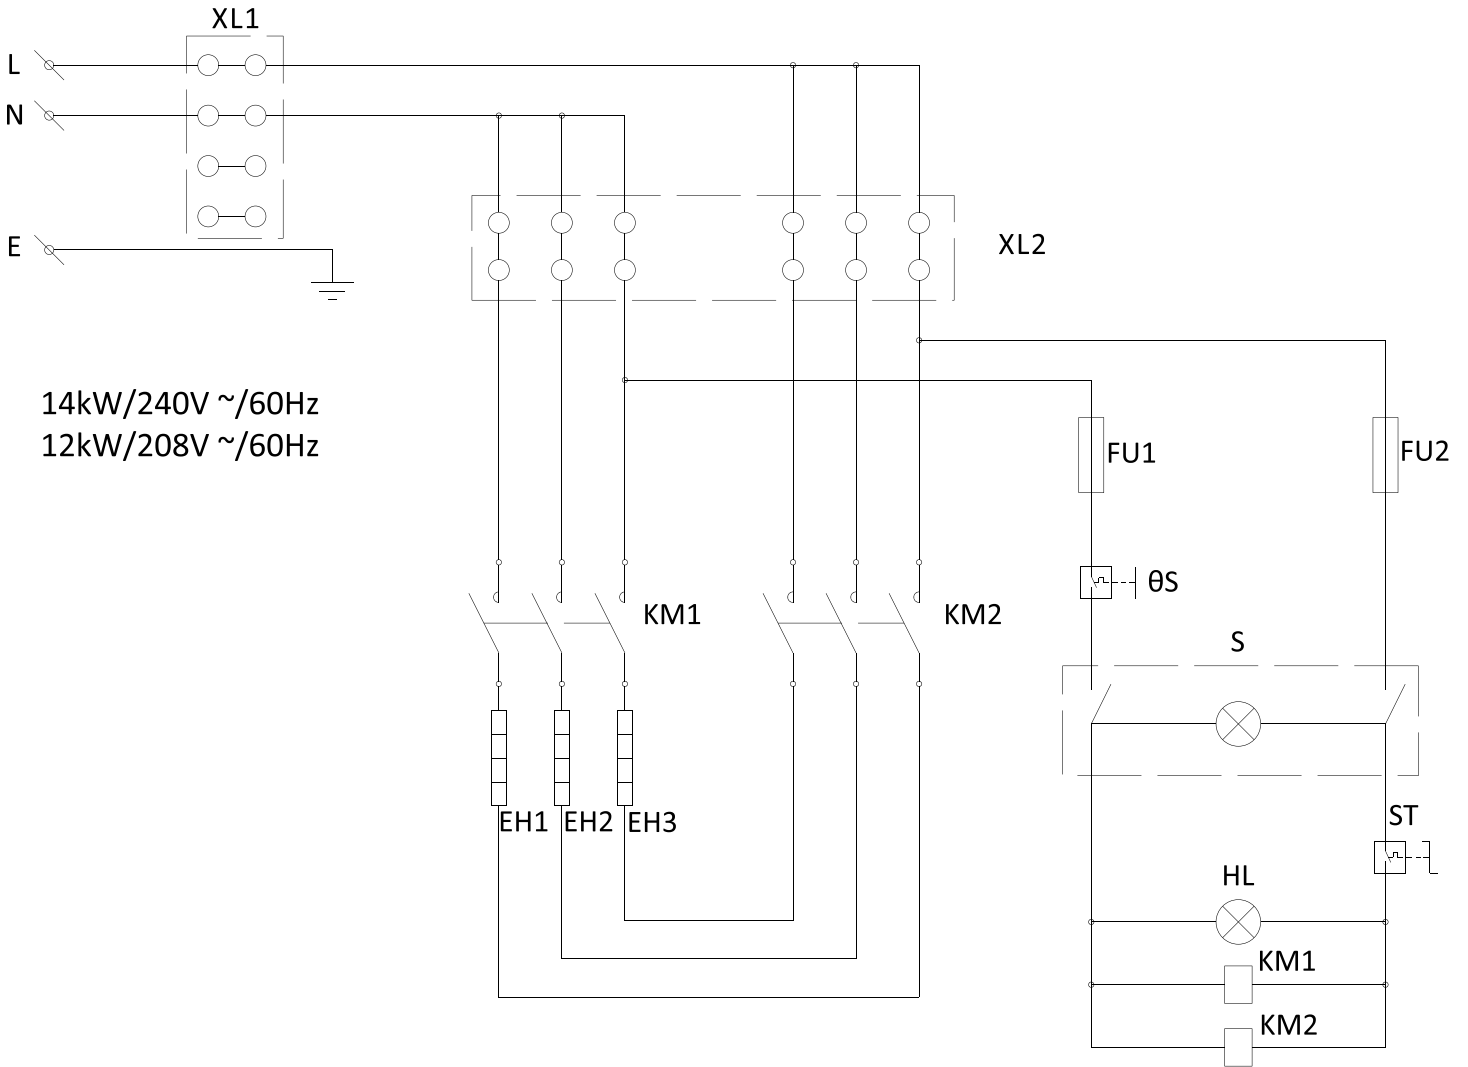 XL1
L
N
E
XL2
14kW/240V ~/60Hz
12kW/208V ~/60Hz
FU1
FU2
θS
KM1
KM2
S
EH1
EH2
EH3
ST
HL
KM1
KM2